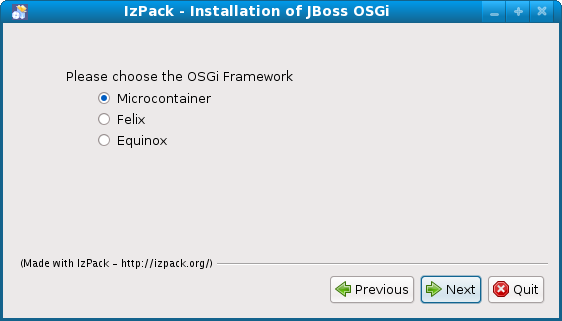 IzPack - Installation of JBoss OSGi
Please choose the OSGi Framework
Microcontainer
Felix
Equinox
(Made with IzPack - http://izpack.org/)
Previous Next Quit